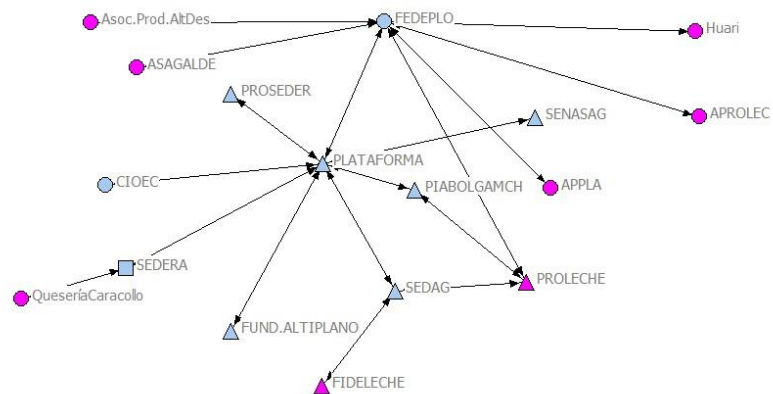 Asoc.Prod.AltDes
FEDEPLO
Huari
ASAGALDE
PROSEDER
SENASAG
APROLEC
PLATAFORMA
CIOEC
PIABOLGAMCH
APPLA
SEDERA
PROLECHE
QueseríaCaracollo
SEDAG
FUND.ALTIPLANO
FIDELECHE